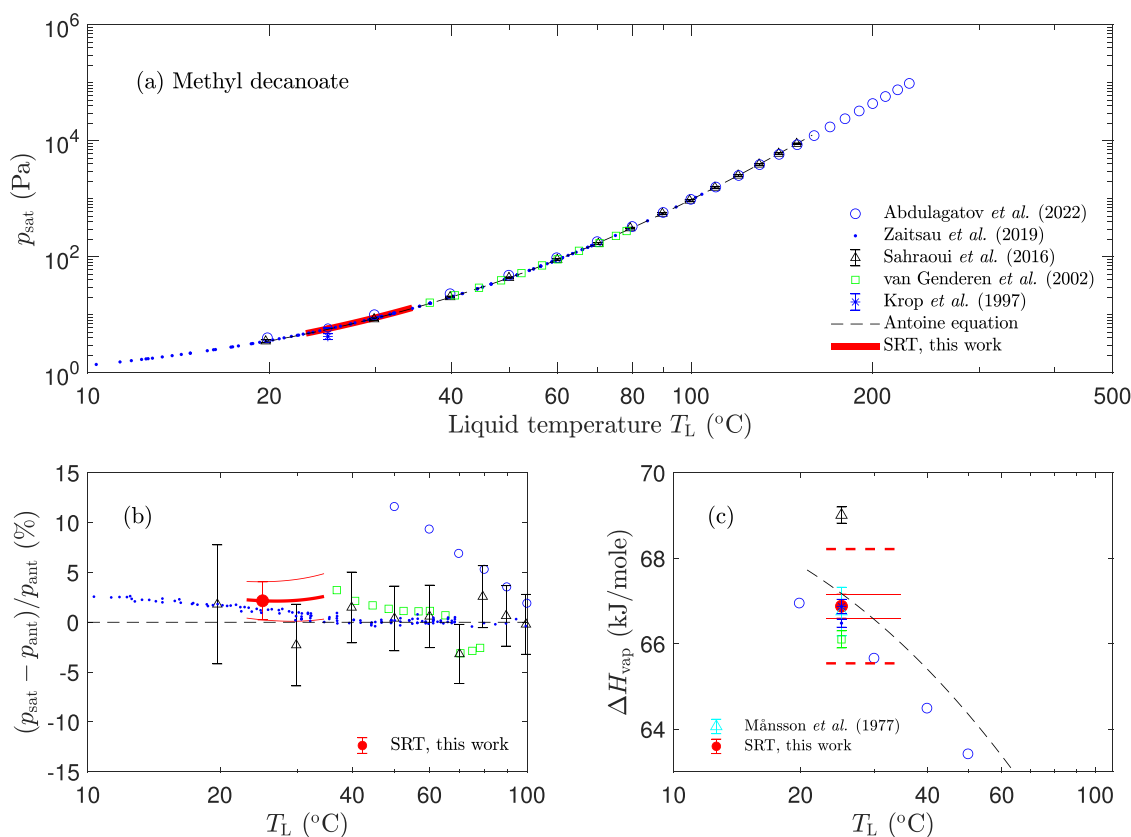 10^6
(a) Methyl decanoate
10^4
p_sat (Pa)
10^2
10^0
Abdulagatov et al. (2022)
Zaitsau et al. (2019)
Sahraoui et al. (2016)
van Genderen et al. (2002)
Krop et al. (1997)
Antoine equation
SRT, this work
10 20 40 60 80 100 200 500
Liquid temperature T_L (°C)
15
10
5
0
-5
-10
-15
(p_sat − p_ant)/p_ant (%)
(b)
SRT, this work
10 20 40 60 100
T_L (°C)
70
68
66
64
ΔH_vap (kJ/mole)
(c)
Månsson et al. (1977)
SRT, this work
10 20 40 60 100
T_L (°C)